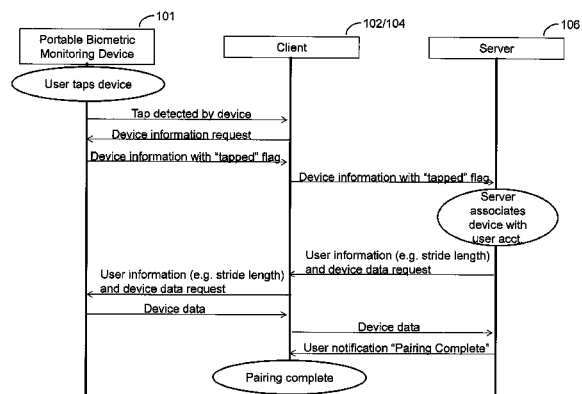 101
102/104
106
Portable Biometric
Monitoring Device
Client
Server
User taps device
Tap detected by device
Device information request
Device information with "tapped" flag
Device information with "tapped" flag
Server
associates
device with
user acct.
User information (e.g. stride length)
and device data request
User information (e.g. stride length)
and device data request
Device data
Device data
User notification "Pairing Complete"
Pairing complete